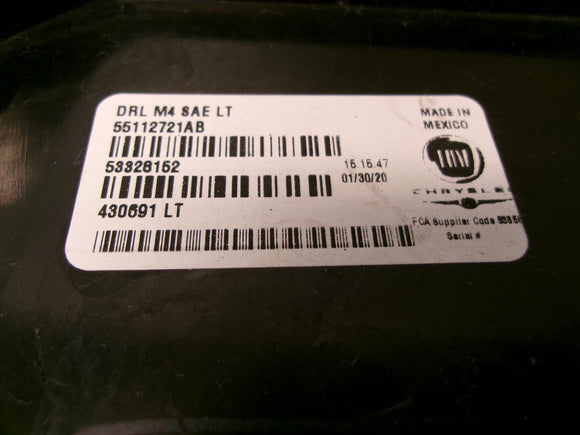 DRL M4 SAE LT
55112721AB
53328152
430691 LT
15:15:47
01/30/20
MADE IN
MEXICO
FIAT
CHRYSLER
FCA Supplier Code
Serial #